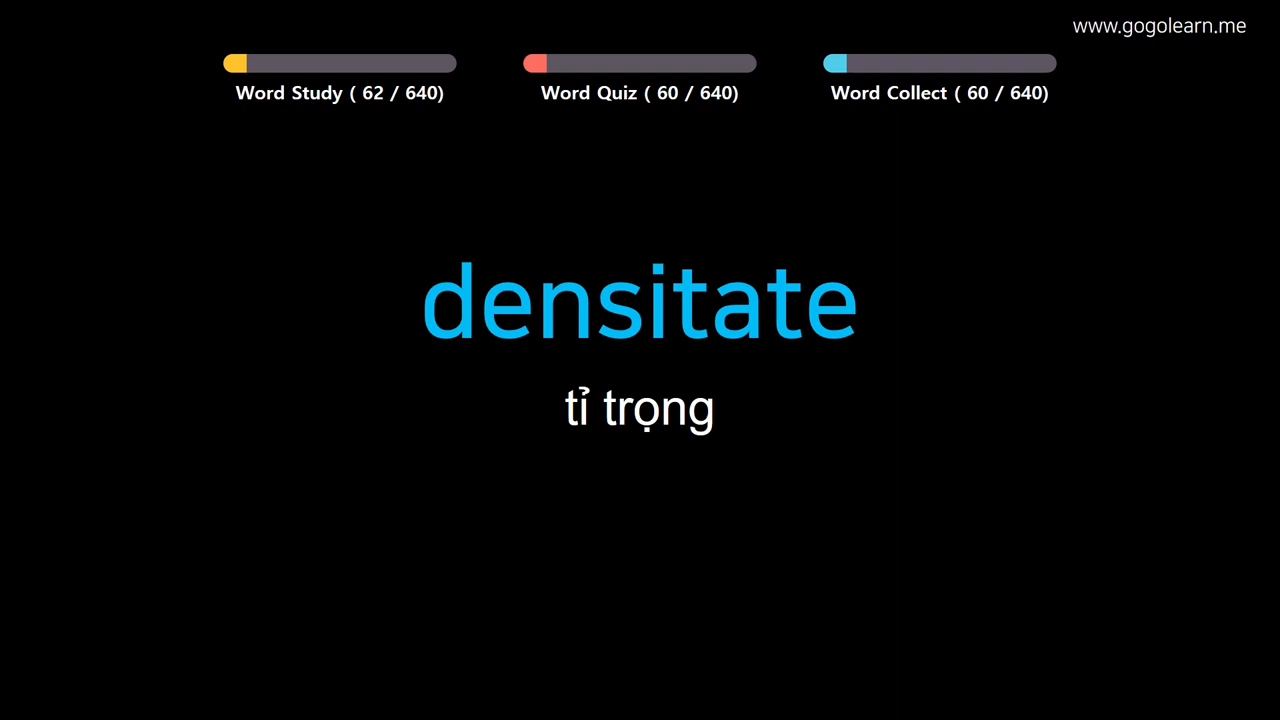 www.gogolearn.me
Word Study ( 62 / 640)
Word Quiz ( 60 / 640)
Word Collect ( 60 / 640)
densitate
tỉ trọng